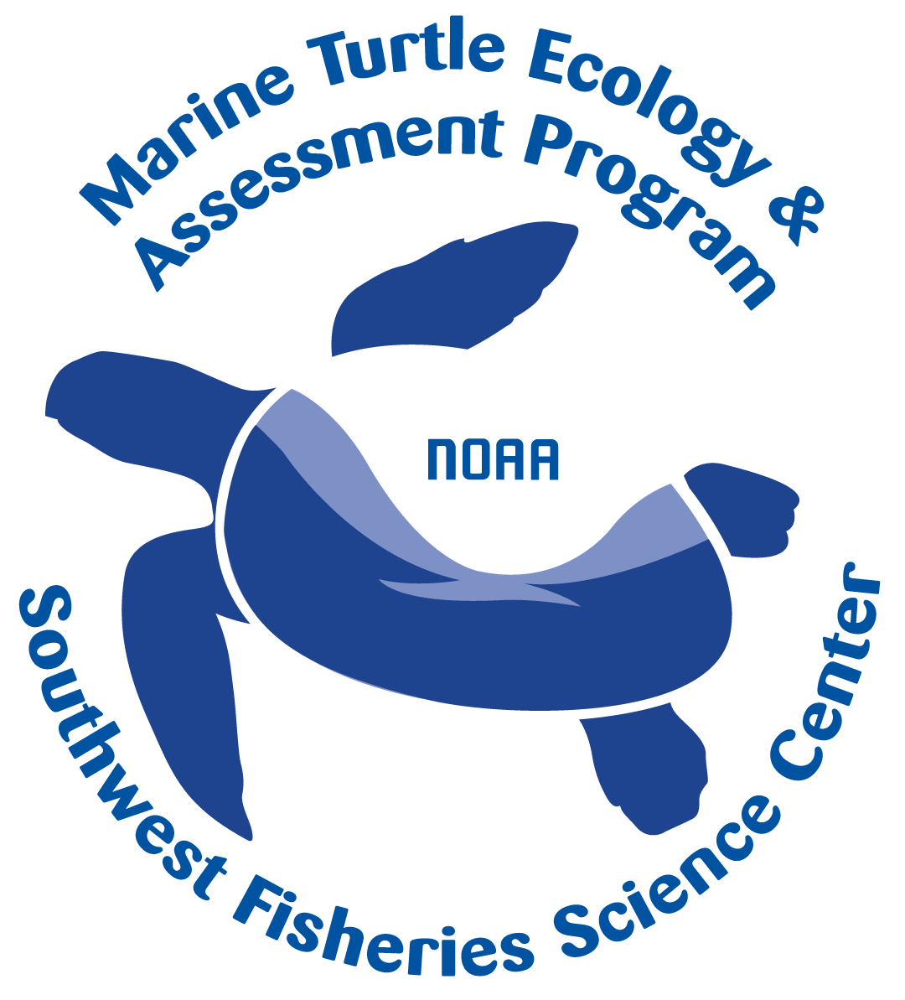 Marine Turtle Ecology &
Assessment Program
NOAA
Southwest Fisheries Science Center